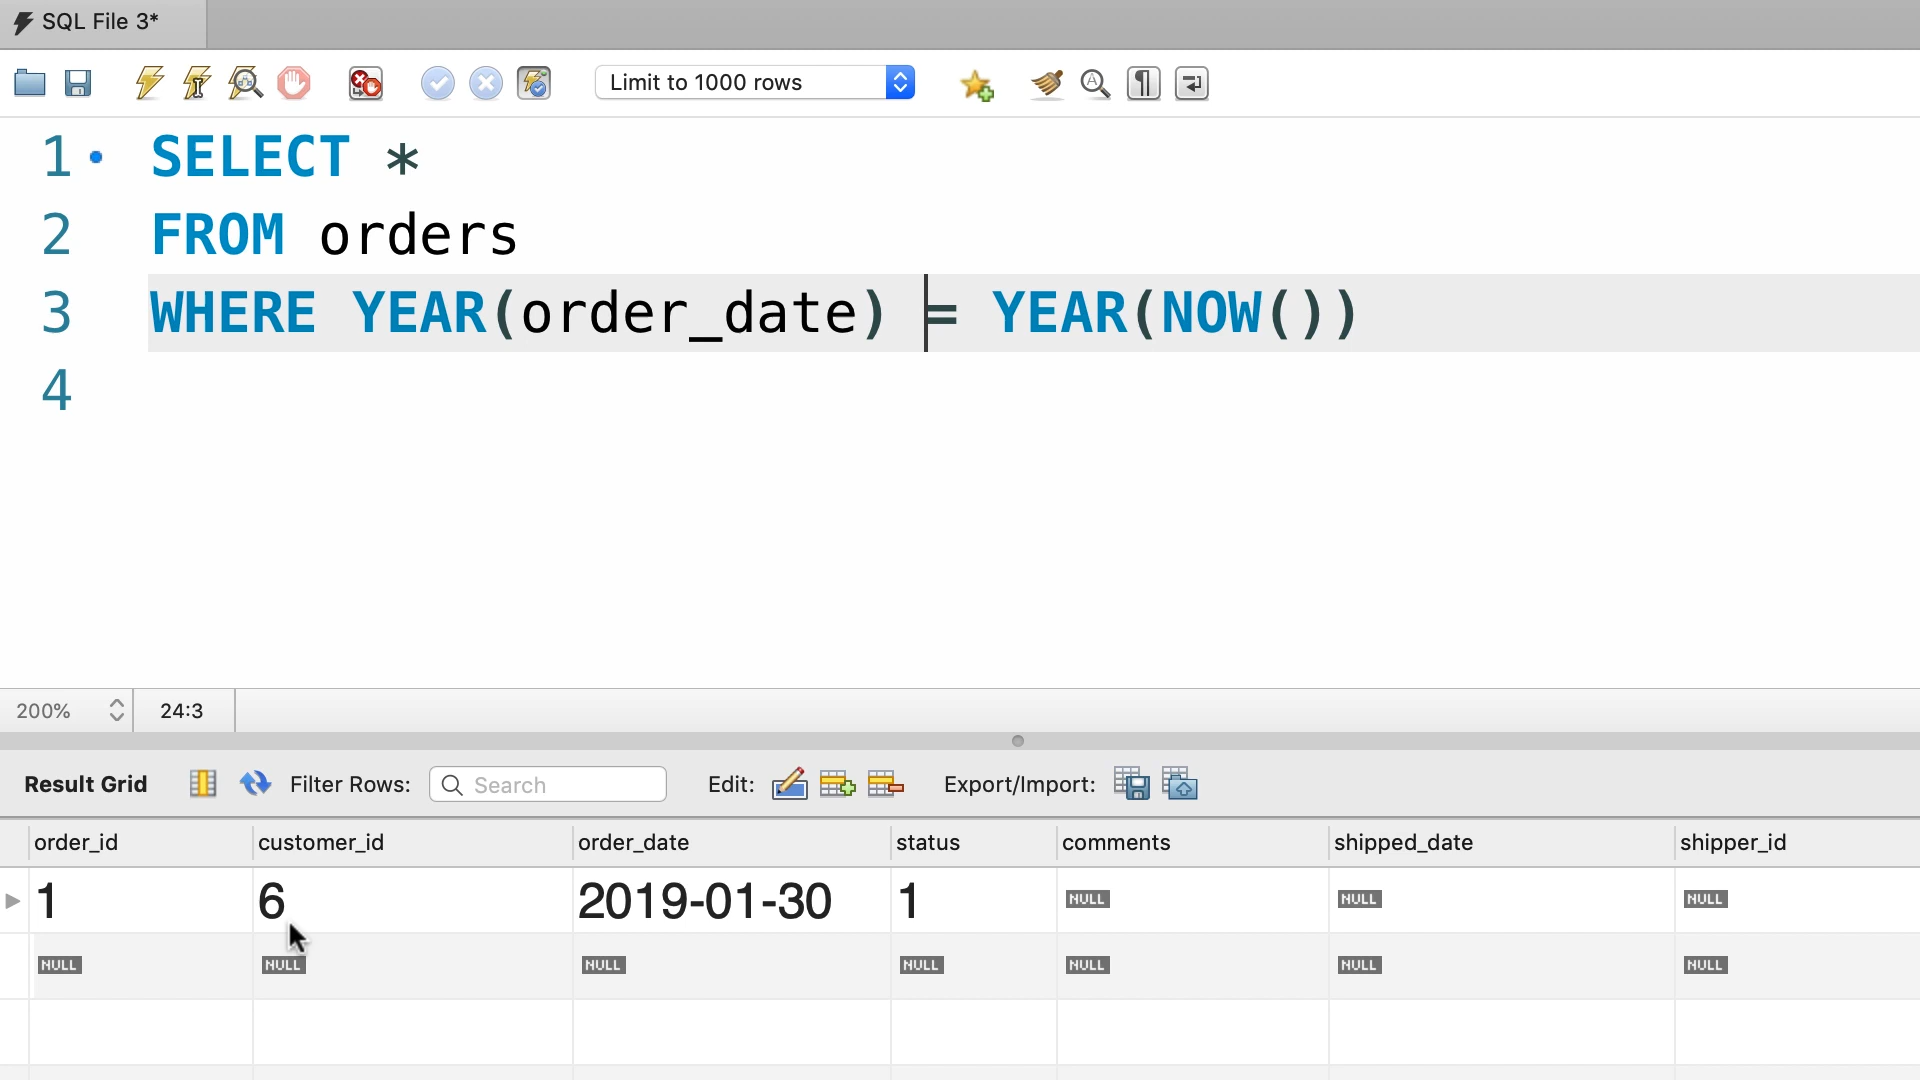 SQL File 3*
Limit to 1000 rows
1 SELECT *
2 FROM orders
3 WHERE YEAR(order_date) = YEAR(NOW())
4
200% 24:3
Result Grid Filter Rows: Search Edit: Export/Import:
order_id customer_id order_date status comments shipped_date shipper_id
1 6 2019-01-30 1 NULL NULL NULL
NULL NULL NULL NULL NULL NULL NULL